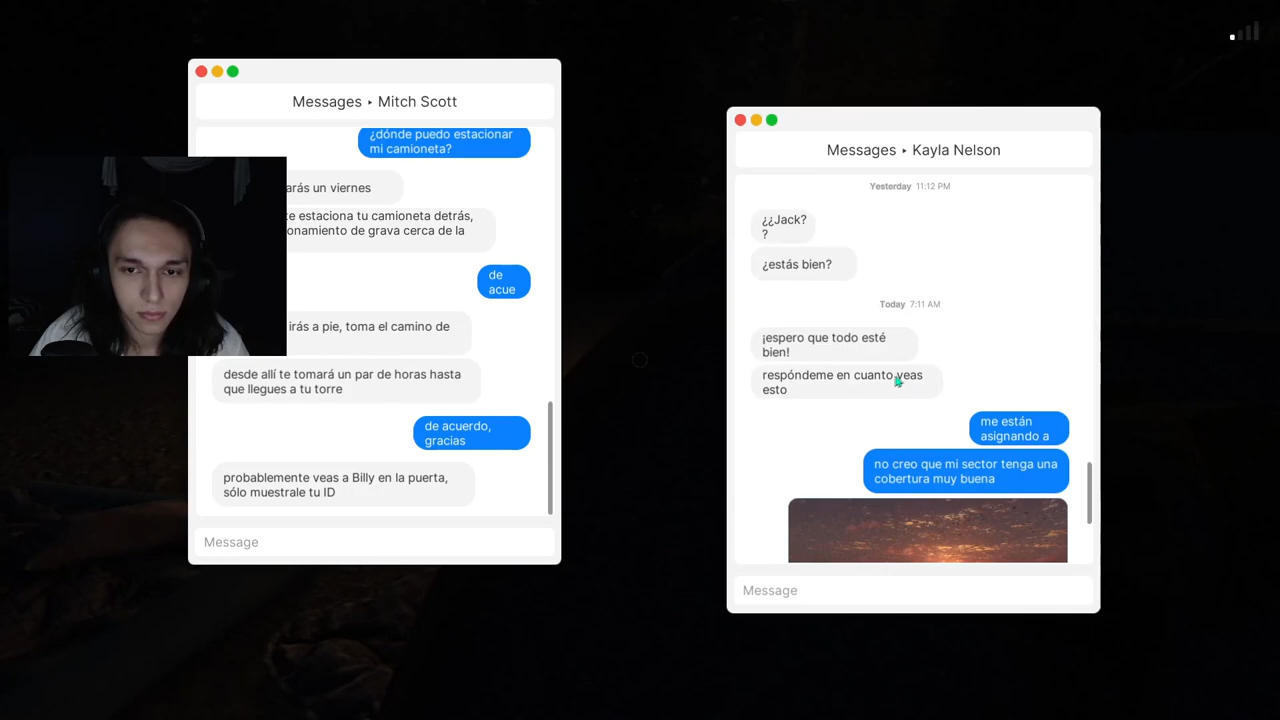 Messages ▸ Mitch Scott
¿dónde puedo estacionar
mi camioneta?
arás un viernes
te estaciona tu camioneta detrás,
onamiento de grava cerca de la
de
acue
irás a pie, toma el camino de
desde allí te tomará un par de horas hasta
que llegues a tu torre
de acuerdo,
gracias
probablemente veas a Billy en la puerta,
sólo muestrale tu ID
Message
Messages ▸ Kayla Nelson
Yesterday 11:12 PM
¿¿Jack?
?
¿estás bien?
Today 7:11 AM
¡espero que todo esté
bien!
respóndeme en cuanto veas
esto
me están
asignando a
no creo que mi sector tenga una
cobertura muy buena
Message